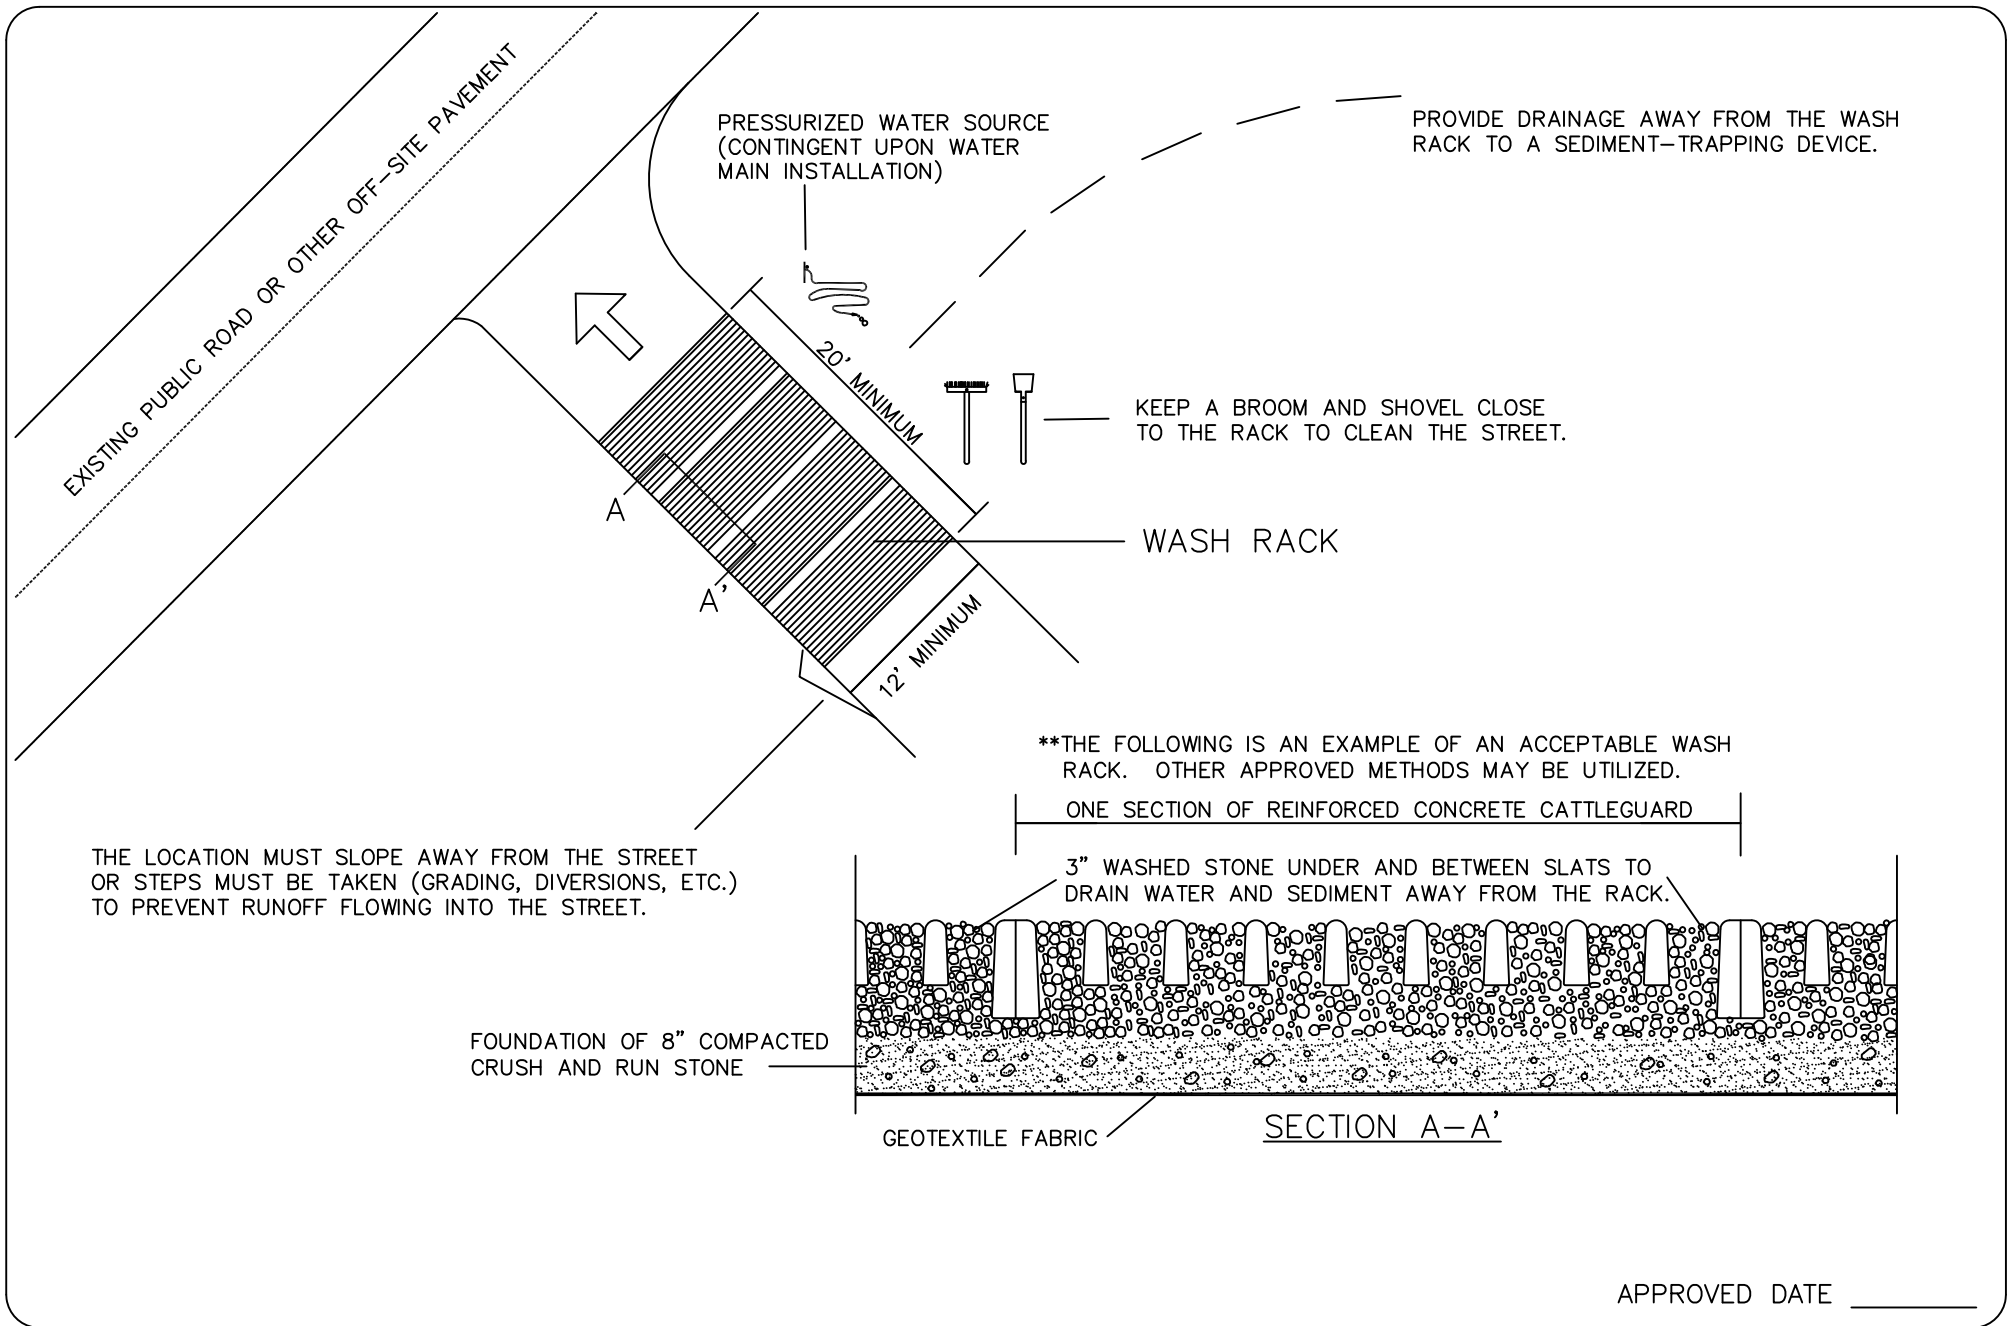 EXISTING PUBLIC ROAD OR OTHER OFF-SITE PAVEMENT
PRESSURIZED WATER SOURCE
(CONTINGENT UPON WATER
MAIN INSTALLATION)
PROVIDE DRAINAGE AWAY FROM THE WASH
RACK TO A SEDIMENT-TRAPPING DEVICE.
20' MINIMUM
KEEP A BROOM AND SHOVEL CLOSE
TO THE RACK TO CLEAN THE STREET.
A
A'
WASH RACK
12' MINIMUM
THE LOCATION MUST SLOPE AWAY FROM THE STREET
OR STEPS MUST BE TAKEN (GRADING, DIVERSIONS, ETC.)
TO PREVENT RUNOFF FLOWING INTO THE STREET.
**THE FOLLOWING IS AN EXAMPLE OF AN ACCEPTABLE WASH
RACK. OTHER APPROVED METHODS MAY BE UTILIZED.
ONE SECTION OF REINFORCED CONCRETE CATTLEGUARD
3" WASHED STONE UNDER AND BETWEEN SLATS TO
DRAIN WATER AND SEDIMENT AWAY FROM THE RACK.
FOUNDATION OF 8" COMPACTED
CRUSH AND RUN STONE
GEOTEXTILE FABRIC
SECTION A-A'
APPROVED DATE